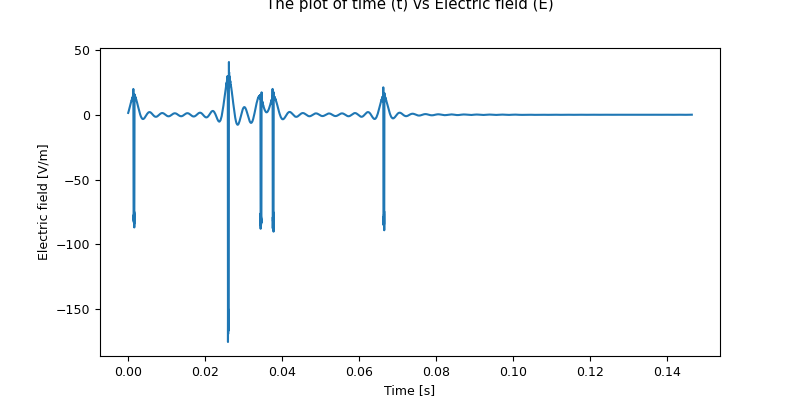 The plot of time (t) vs Electric field (E)
50
0
−50
−100
−150
Electric field [V/m]
0.00 0.02 0.04 0.06 0.08 0.10 0.12 0.14
Time [s]